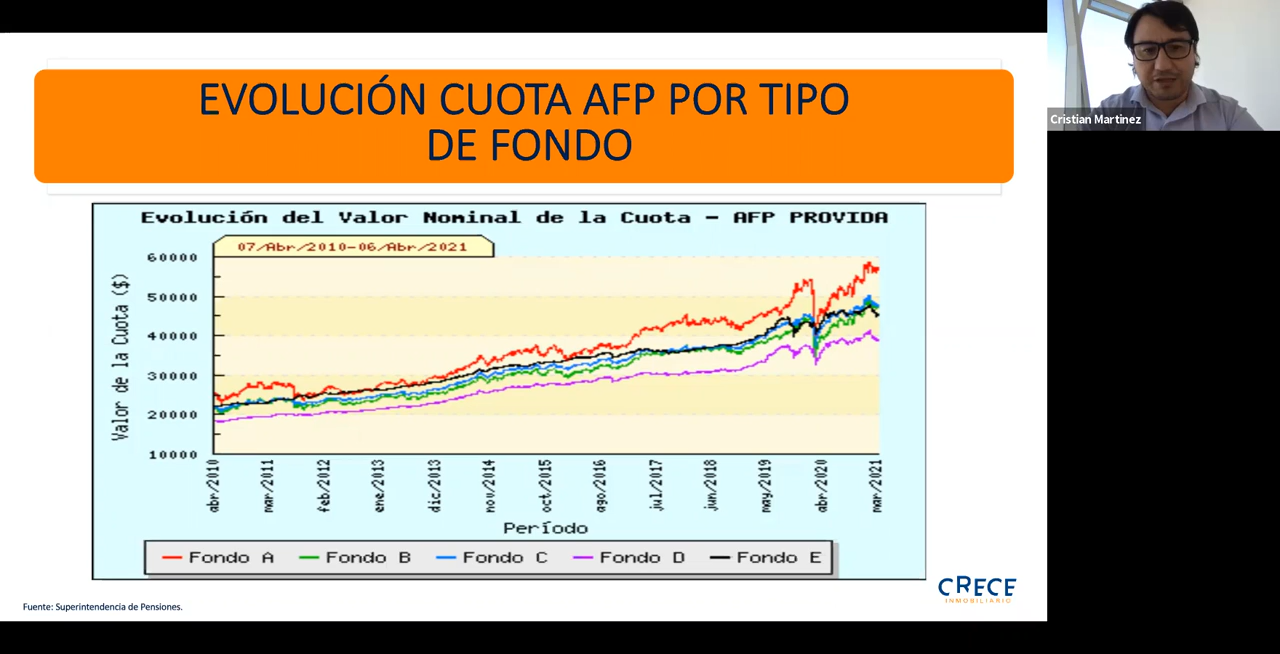 EVOLUCIÓN CUOTA AFP POR TIPO
DE FONDO
Cristian Martinez
Evolución del Valor Nominal de la Cuota - AFP PROVIDA
07/Abr/2010-06/Abr/2021
Valor de la Cuota ($)
60000
50000
40000
30000
20000
10000
abr/2010
mar/2011
feb/2012
ene/2013
dic/2013
nov/2014
oct/2015
ago/2016
jul/2017
jun/2018
may/2019
abr/2020
mar/2021
Período
Fondo A
Fondo B
Fondo C
Fondo D
Fondo E
CRECE
INMOBILIARIO
Fuente: Superintendencia de Pensiones.